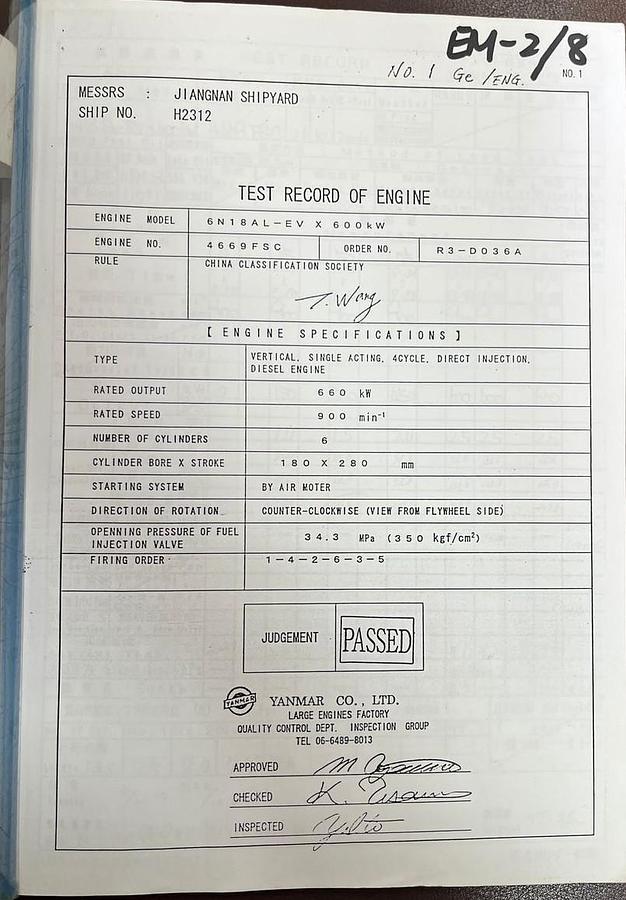 EM-2/8
NO. 1 Ge /ENG.
NO. 1
MESSRS : JIANGNAN SHIPYARD
SHIP NO. H2312
TEST RECORD OF ENGINE
ENGINE MODEL 6N18AL-EV X 600kW
ENGINE NO. 4669FSC ORDER NO. R3-D036A
RULE CHINA CLASSIFICATION SOCIETY
T. Wang
[ ENGINE SPECIFICATIONS ]
TYPE VERTICAL, SINGLE ACTING, 4CYCLE, DIRECT INJECTION,
DIESEL ENGINE
RATED OUTPUT 660 kW
RATED SPEED 900 min⁻¹
NUMBER OF CYLINDERS 6
CYLINDER BORE X STROKE 180 X 280 mm
STARTING SYSTEM BY AIR MOTER
DIRECTION OF ROTATION COUNTER-CLOCKWISE (VIEW FROM FLYWHEEL SIDE)
OPENNING PRESSURE OF FUEL
INJECTION VALVE 34.3 MPa (350 kgf/cm²)
FIRING ORDER 1-4-2-6-3-5
JUDGEMENT PASSED
YANMAR YANMAR CO., LTD.
LARGE ENGINES FACTORY
QUALITY CONTROL DEPT. INSPECTION GROUP
TEL 06-6489-8013
APPROVED
CHECKED
INSPECTED